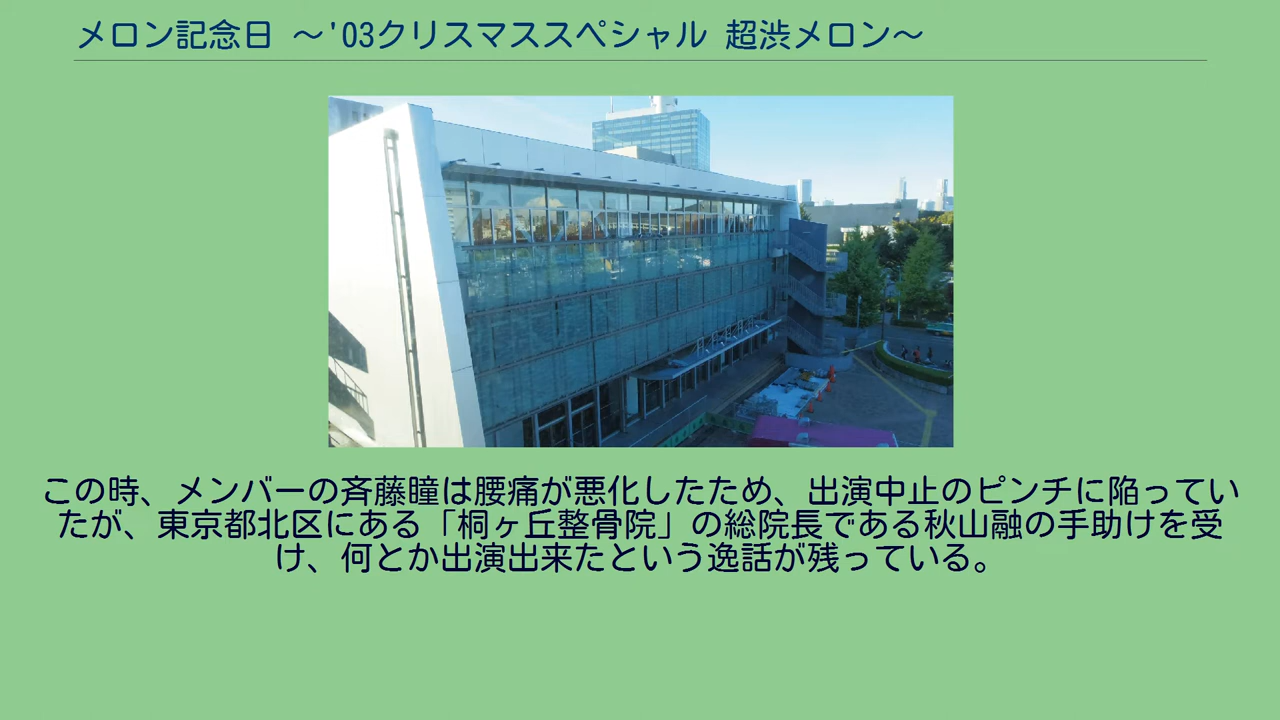 メロン記念日 ～'03クリスマススペシャル 超渋メロン～
この時、メンバーの斉藤瞳は腰痛が悪化したため、出演中止のピンチに陥ってい
たが、東京都北区にある「桐ヶ丘整骨院」の総院長である秋山融の手助けを受
け、何とか出演出来たという逸話が残っている。